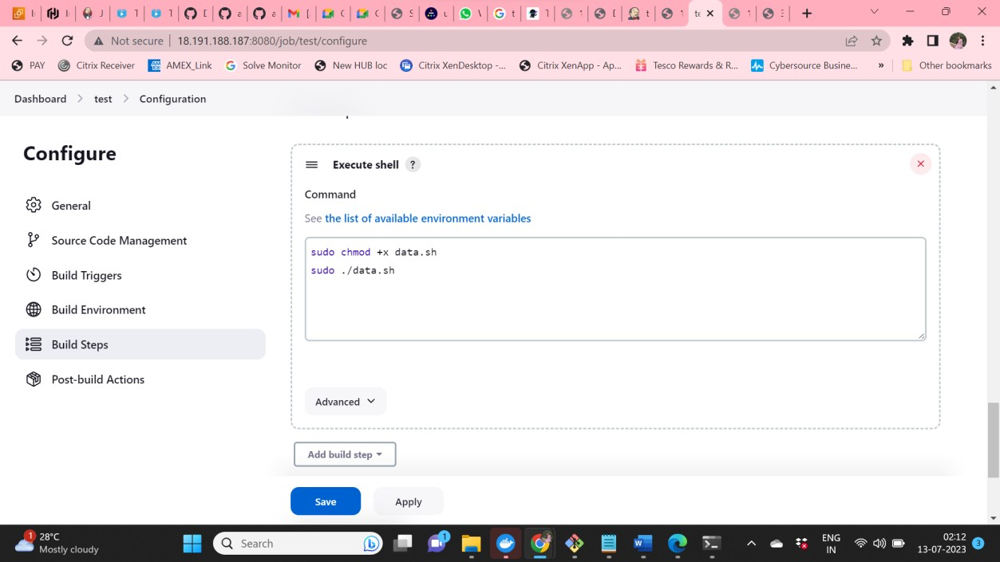 Not secure | 18.191.188.187:8080/job/test/configure
PAY Citrix Receiver AMEX_Link Solve Monitor New HUB loc Citrix XenDesktop -... Citrix XenApp - Ap... Tesco Rewards & R... Cybersource Busine... » Other bookmarks
Dashboard > test > Configuration
Configure
General
Source Code Management
Build Triggers
Build Environment
Build Steps
Post-build Actions
Execute shell ?
Command
See the list of available environment variables
sudo chmod +x data.sh
sudo ./data.sh
Advanced
Add build step
Save Apply
1 28°C
Mostly cloudy
Search
1
ENG
IN
02:12
13-07-2023
3